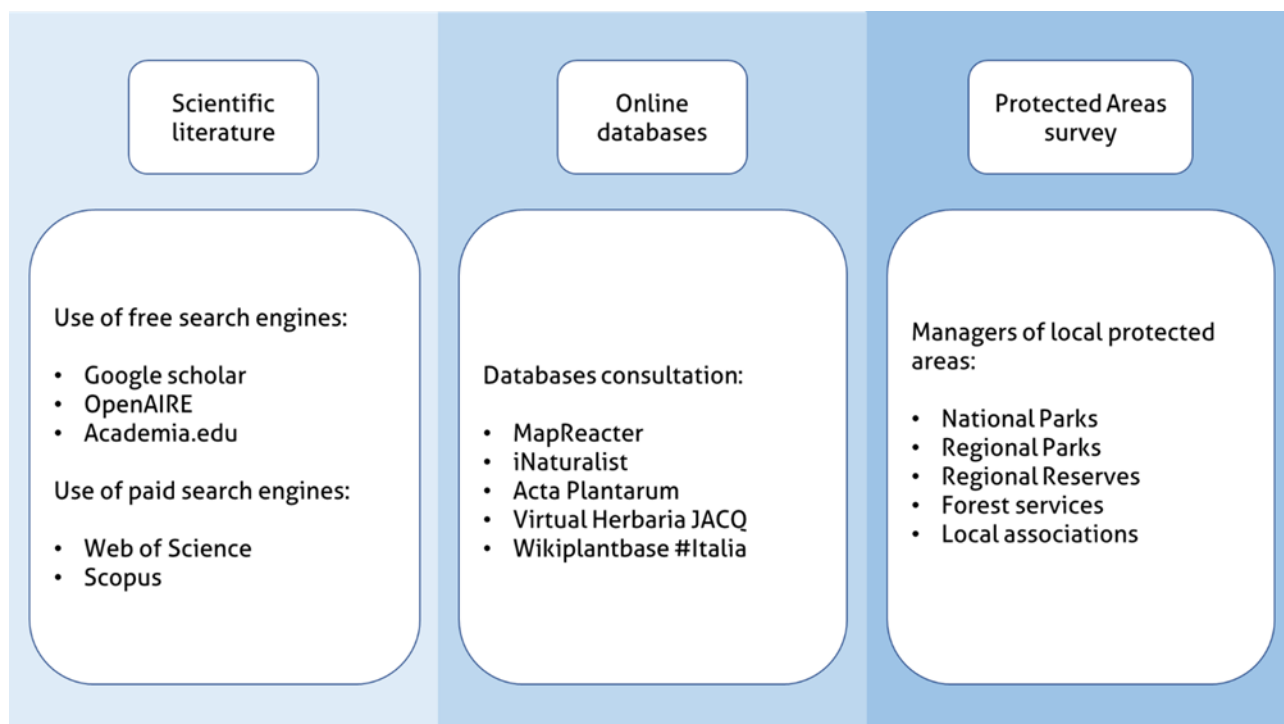 Scientific
literature
Use of free search engines:
• Google scholar
• OpenAIRE
• Academia.edu
Use of paid search engines:
• Web of Science
• Scopus
Online
databases
Databases consultation:
• MapReacter
• iNaturalist
• Acta Plantarum
• Virtual Herbaria JACQ
• Wikiplantbase #Italia
Protected Areas
survey
Managers of local protected
areas:
• National Parks
• Regional Parks
• Regional Reserves
• Forest services
• Local associations